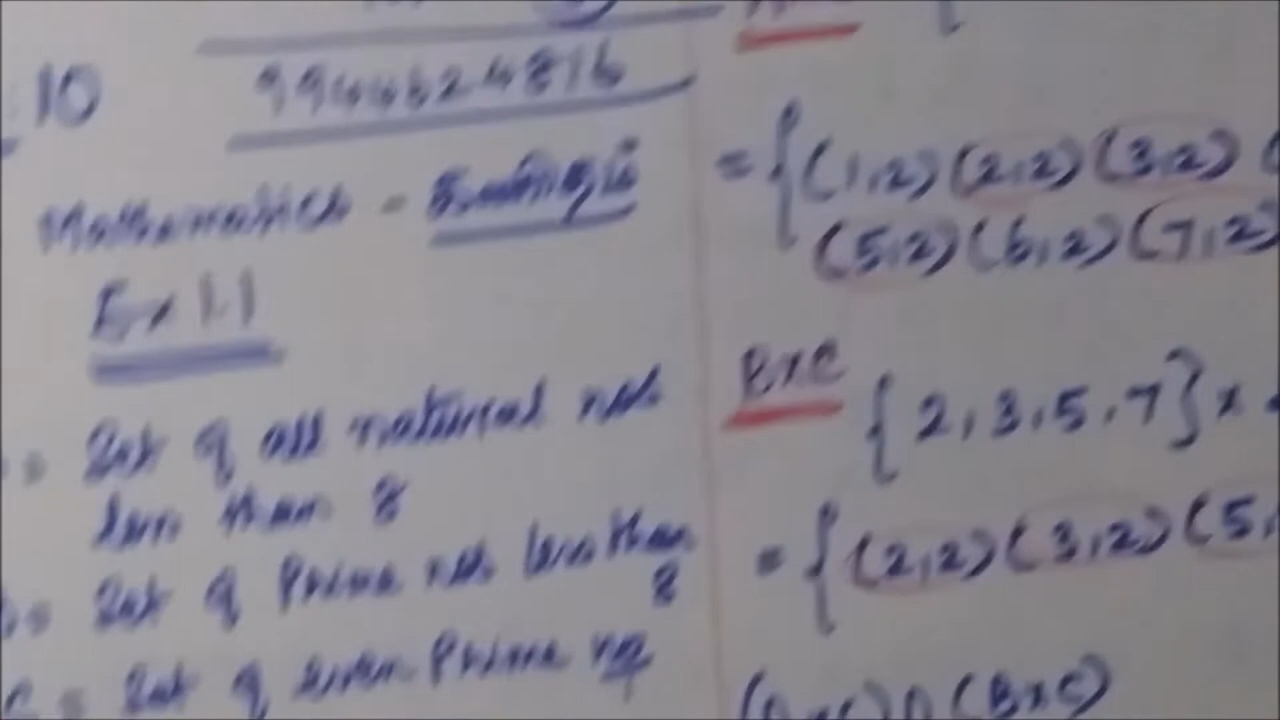 10
9944624816
Mathematics - கணிதம்
Ex 1.1
= Set of all natural nos
less than 8
= Set of Prime nos less than
8
C = Set of even Prime no
= {(1,2) (2,2) (3,2) (
(5,2) (6,2) (7,2)
B×C
{2,3,5,7} ×
= {(2,2) (3,2) (5,
(A×C) ∩ (B×C)